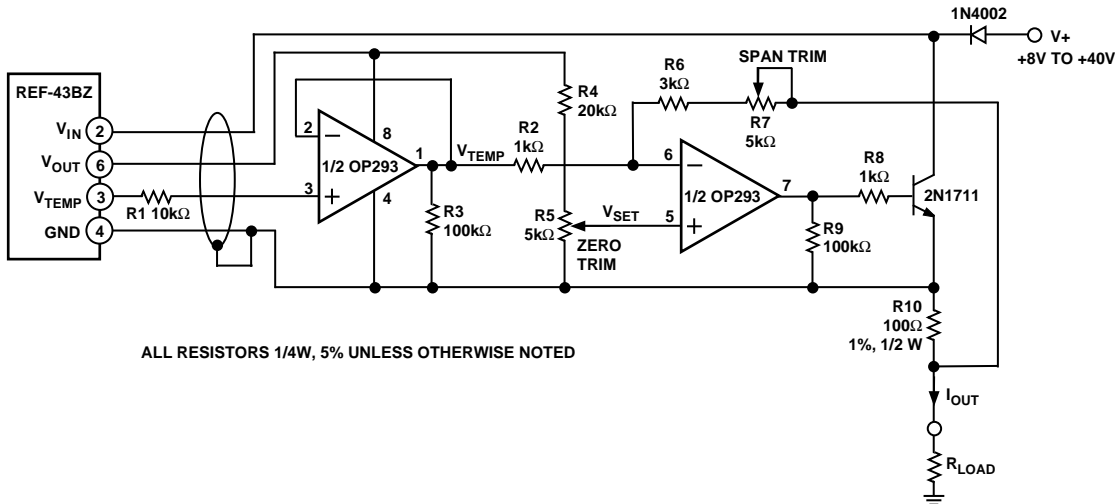 1N4002
V+
+8V TO +40V
REF-43BZ
VIN 2
VOUT 6
VTEMP 3
GND 4
R1 10kΩ
2
3
8
4
1
1/2 OP293
VTEMP
R2
1kΩ
R3
100kΩ
R4
20kΩ
R5
5kΩ
VSET
ZERO
TRIM
R6
3kΩ
SPAN TRIM
R7
5kΩ
6
5
7
1/2 OP293
R8
1kΩ
2N1711
R9
100kΩ
R10
100Ω
1%, 1/2 W
IOUT
RLOAD
ALL RESISTORS 1/4W, 5% UNLESS OTHERWISE NOTED